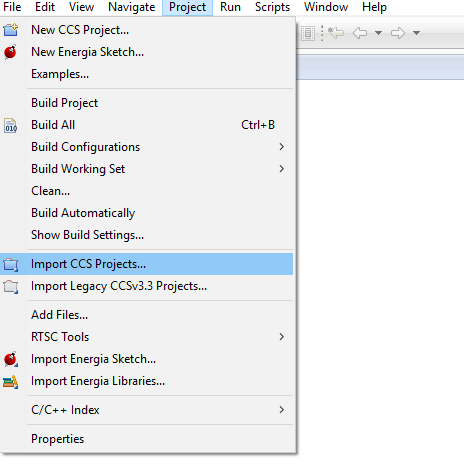 File Edit View Navigate Project Run Scripts Window Help
New CCS Project...
New Energia Sketch...
Examples...
Build Project
010 Build All Ctrl+B
Build Configurations
Build Working Set
Clean...
Build Automatically
Show Build Settings...
Import CCS Projects...
Import Legacy CCSv3.3 Projects...
Add Files...
RTSC Tools
Import Energia Sketch...
Import Energia Libraries...
C/C++ Index
Properties